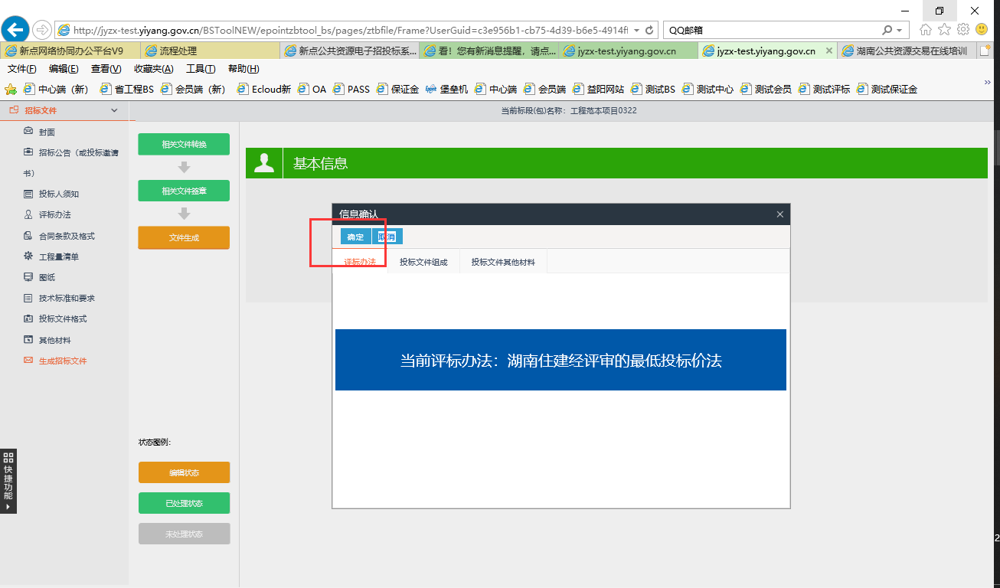 http://jyzx-test.yiyang.gov.cn/BSToolNEW/epointzbtool_bs/pages/ztbfile/Frame?UserGuid=c3e956b1-cb75-4d39-b6e5-4914ff
QQ邮箱
新点网络协同办公平台V9
流程处理
新点公共资源电子招投标系...
看！您有新消息提醒，请点...
jyzx-test.yiyang.gov.cn
jyzx-test.yiyang.gov.cn
湖南公共资源交易在线培训
文件(F) 编辑(E) 查看(V) 收藏夹(A) 工具(T) 帮助(H)
中心端（新） 省工程BS 会员端（新） Ecloud新 OA PASS 保证金 堡垒机 中心端 会员端 益阳网站 测试BS 测试中心 测试会员 测试评标 测试保证金
招标文件
当前标段(包)名称：工程范本项目0322
封面
招标公告（或投标邀请
书）
投标人须知
评标办法
合同条款及格式
工程量清单
图纸
技术标准和要求
投标文件格式
其他材料
生成招标文件
相关文件转换
相关文件签章
文件生成
状态图例:
编辑状态
已处理状态
未处理状态
快捷功能
基本信息
信息确认
确定 取消
评标办法 投标文件组成 投标文件其他材料
当前评标办法：湖南住建经评审的最低投标价法
2